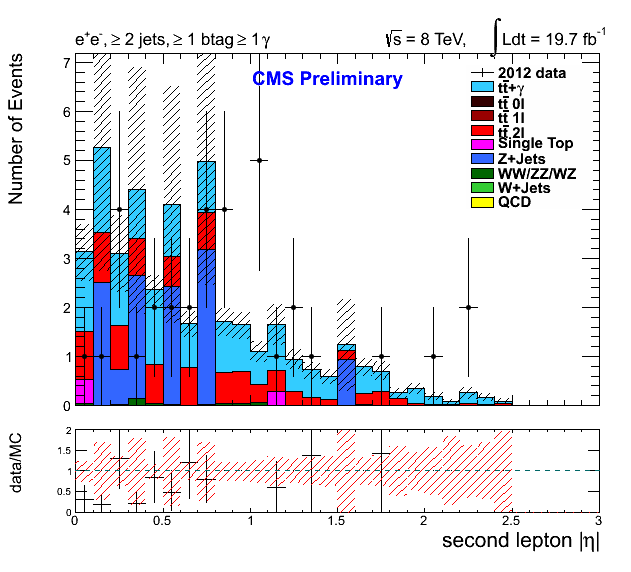 e⁺e⁻, ≥ 2 jets, ≥ 1 btag ≥ 1 γ
√s = 8 TeV, ∫ Ldt = 19.7 fb⁻¹
CMS Preliminary
Number of Events
7
6
5
4
3
2
1
0
2012 data
tt̄+γ
tt̄ 0l
tt̄ 1l
tt̄ 2l
Single Top
Z+Jets
WW/ZZ/WZ
W+Jets
QCD
data/MC
2
1.5
1
0.5
0
0
0.5
1
1.5
2
2.5
3
second lepton |η|